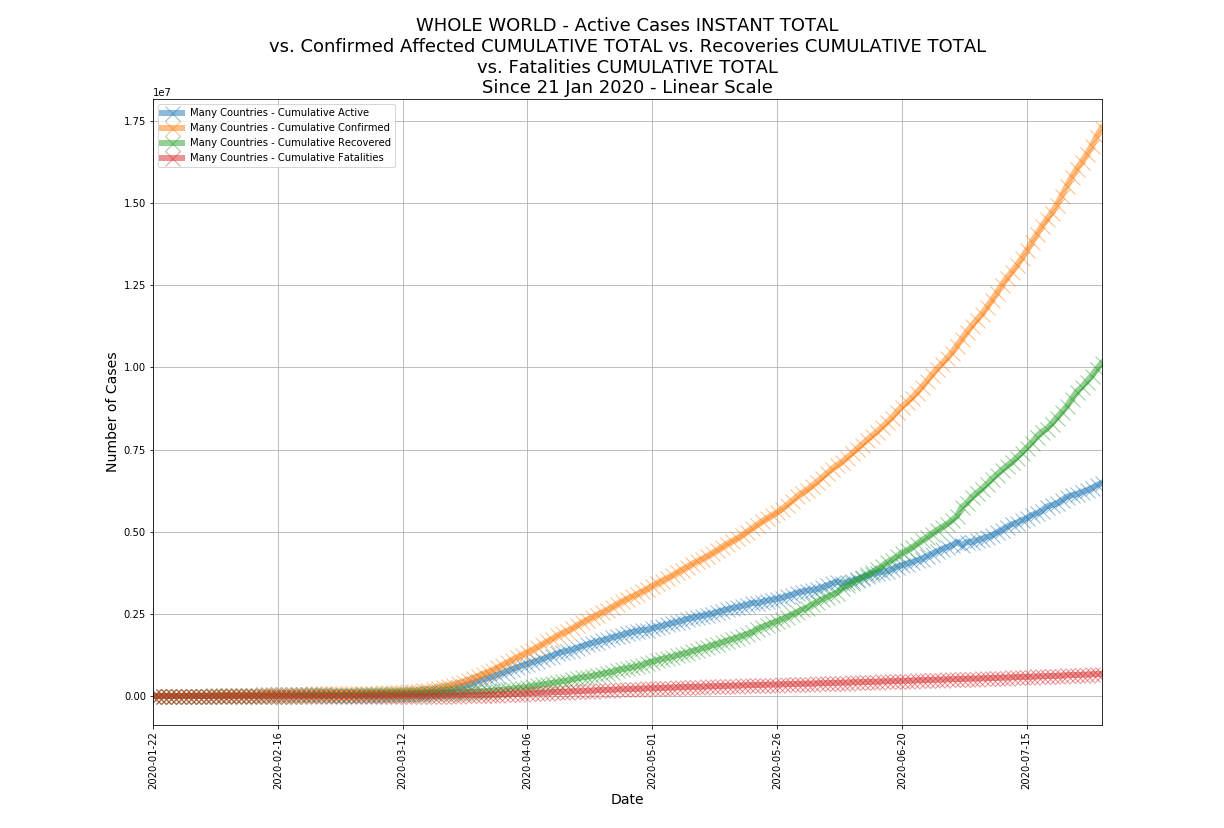 WHOLE WORLD - Active Cases INSTANT TOTAL
vs. Confirmed Affected CUMULATIVE TOTAL vs. Recoveries CUMULATIVE TOTAL
vs. Fatalities CUMULATIVE TOTAL
Since 21 Jan 2020 - Linear Scale
1e7
Many Countries - Cumulative Active
Many Countries - Cumulative Confirmed
Many Countries - Cumulative Recovered
Many Countries - Cumulative Fatalities
1.75
1.50
1.25
1.00
0.75
0.50
0.25
0.00
Number of Cases
2020-01-22
2020-02-16
2020-03-12
2020-04-06
2020-05-01
2020-05-26
2020-06-20
2020-07-15
Date